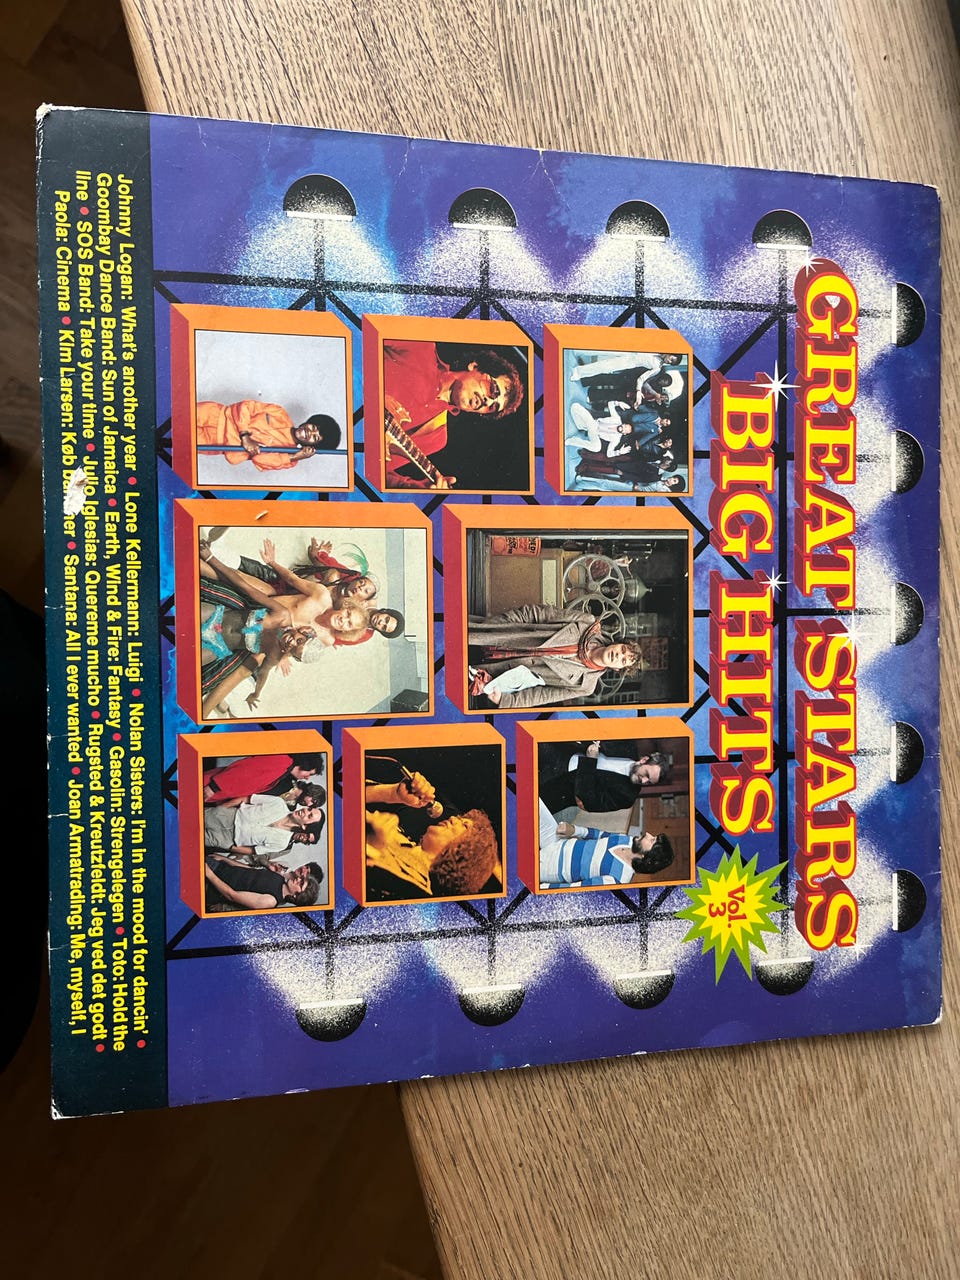 GREAT STARS
BIG HITS
Vol.
3
Johnny Logan: What's another year • Lone Kellermann: Luigi • Nolan Sisters: I'm in the mood for dancin' •
Goombay Dance Band: Sun of Jamaica • Earth, Wind & Fire: Fantasy • Gasolin: Strengelegen • Toto: Hold the
line • SOS Band: Take your time • Julio Iglesias: Quereme mucho • Rugsted & Kreutzfeldt: Jeg ved det godt •
Paola: Cinema • Kim Larsen: Køb • Santana: All I ever wanted • Joan Armatrading: Me, myself, I